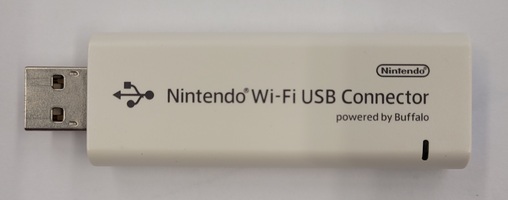 Nintendo®
Nintendo® Wi-Fi USB Connector
powered by Buffalo